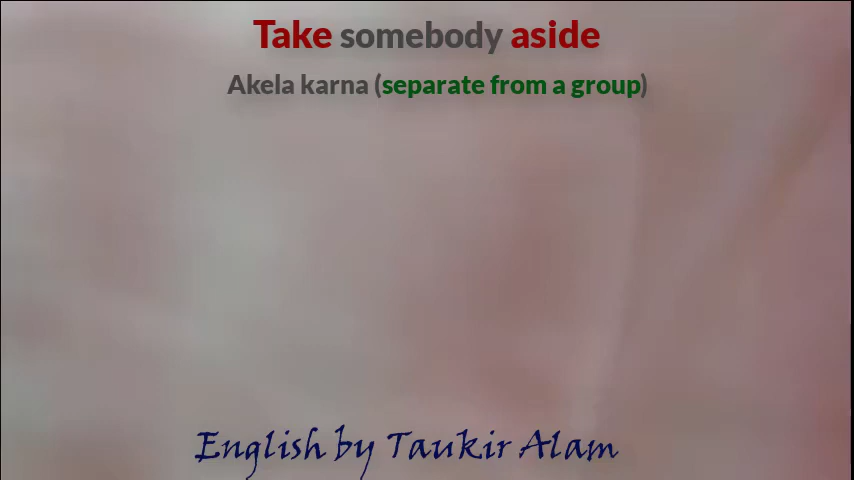 Take somebody aside
Akela karna (separate from a group)
English by Taukir Alam